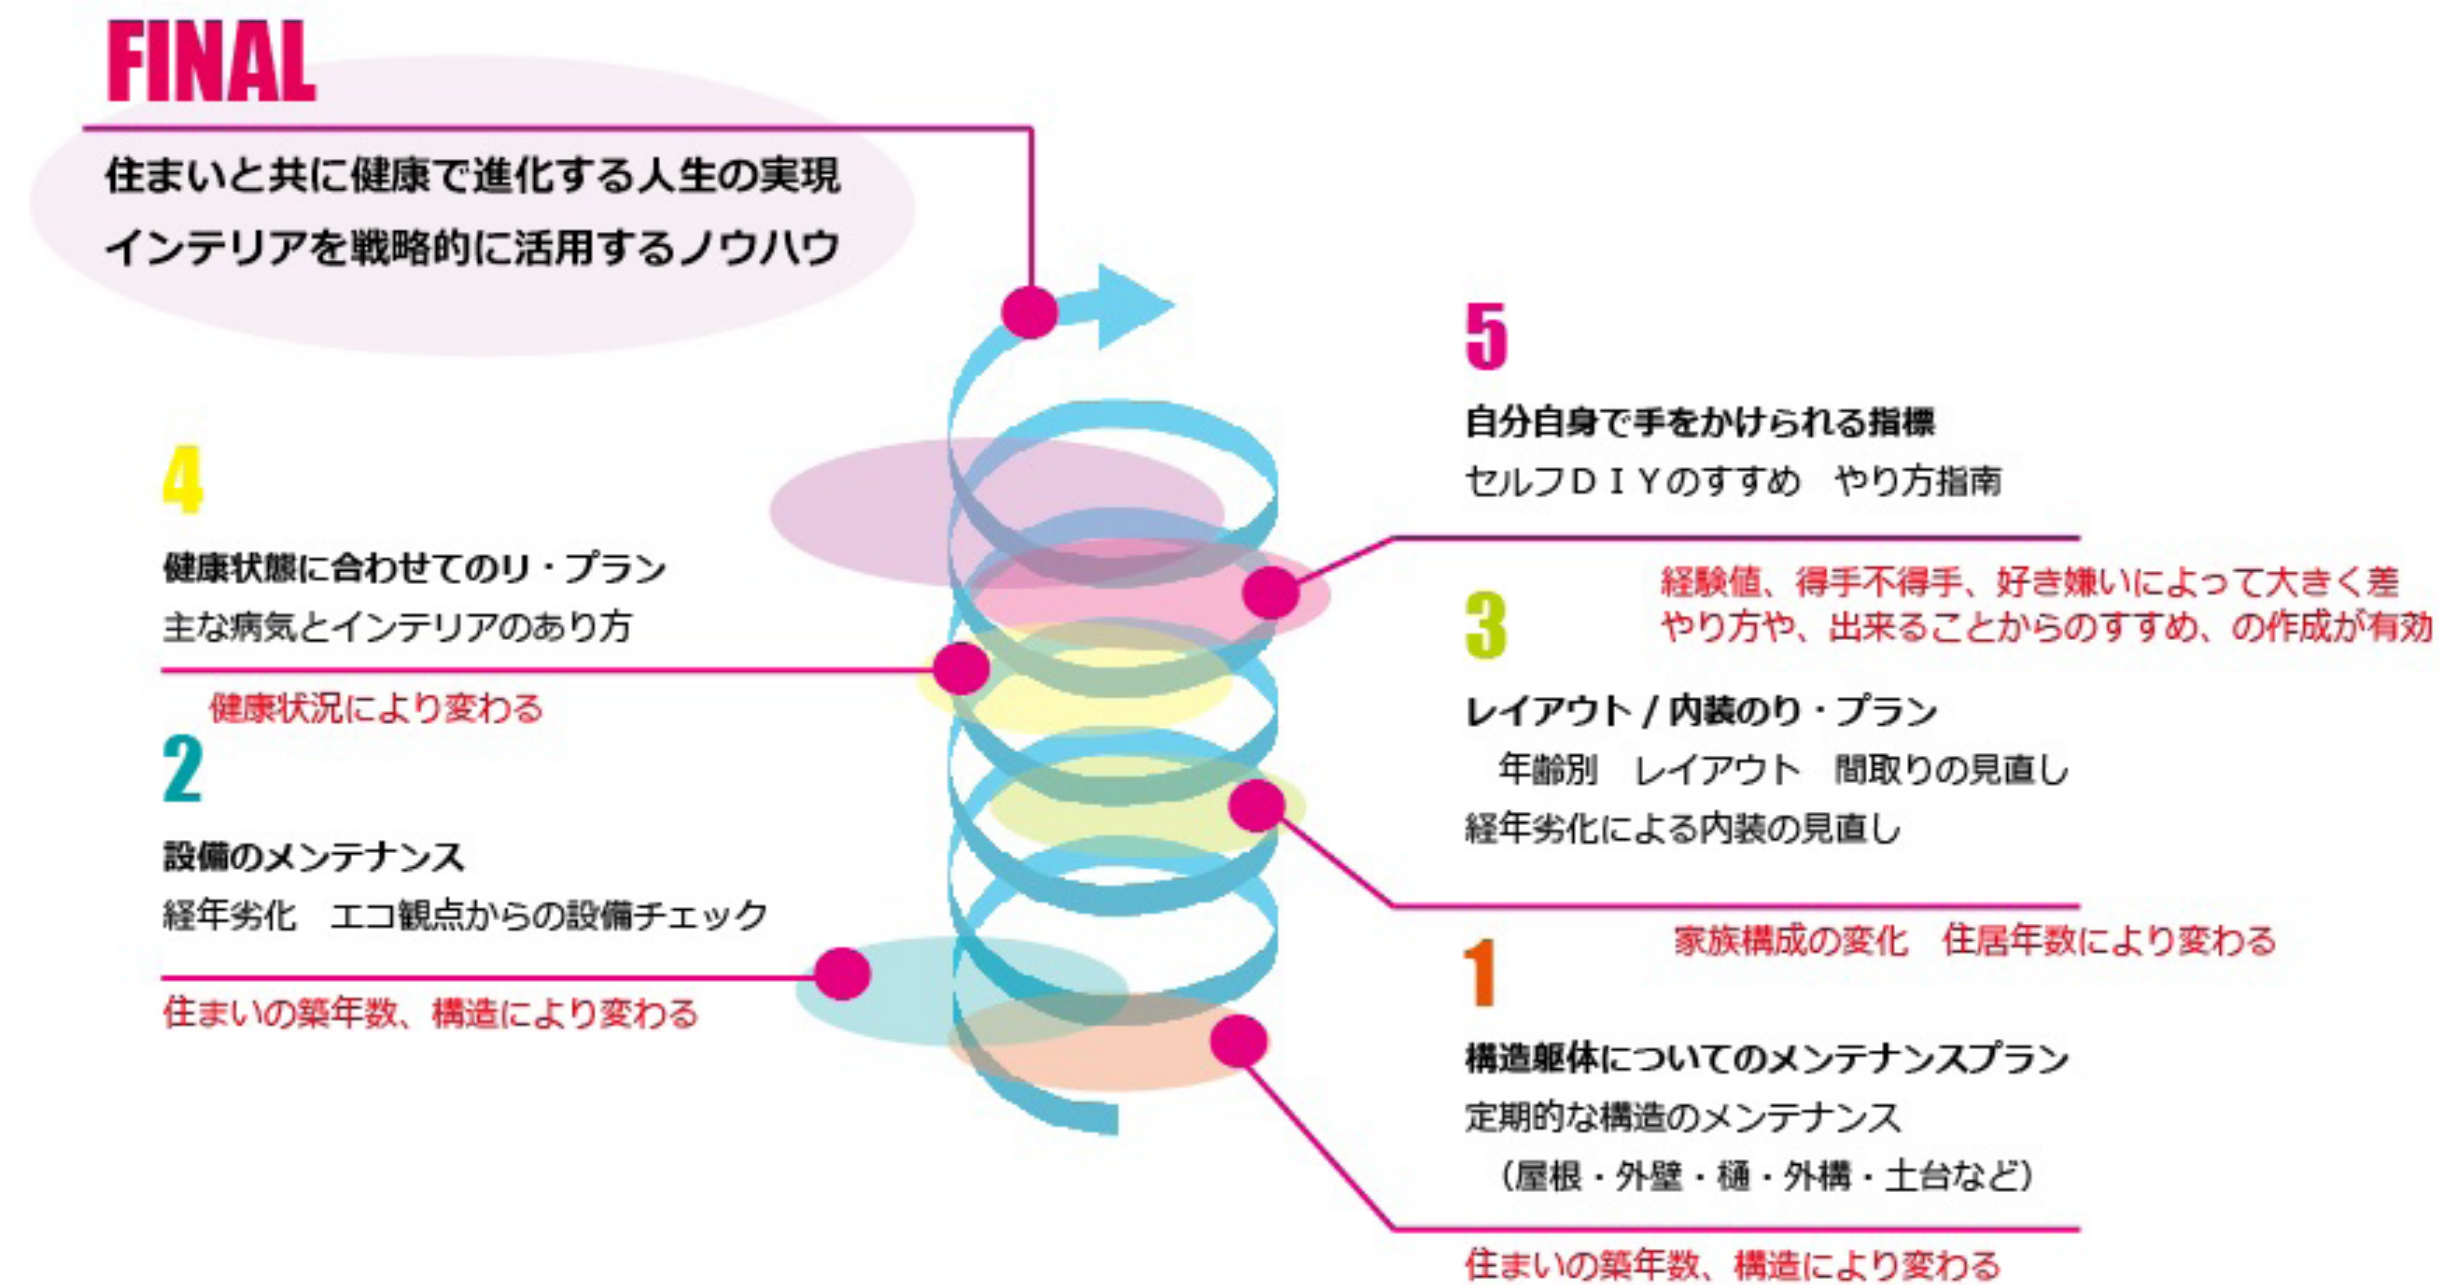 FINAL
住まいと共に健康で進化する人生の実現
インテリアを戦略的に活用するノウハウ
5
自分自身で手をかけられる指標
セルフＤＩＹのすすめ　やり方指南
経験値、得手不得手、好き嫌いによって大きく差
やり方や、出来ることからのすすめ、の作成が有効
4
健康状態に合わせてのリ・プラン
主な病気とインテリアのあり方
健康状況により変わる
3
レイアウト / 内装のり・プラン
年齢別　レイアウト　間取りの見直し
経年劣化による内装の見直し
家族構成の変化　住居年数により変わる
2
設備のメンテナンス
経年劣化　エコ観点からの設備チェック
住まいの築年数、構造により変わる
1
構造躯体についてのメンテナンスプラン
定期的な構造のメンテナンス
（屋根・外壁・樋・外構・土台など）
住まいの築年数、構造により変わる